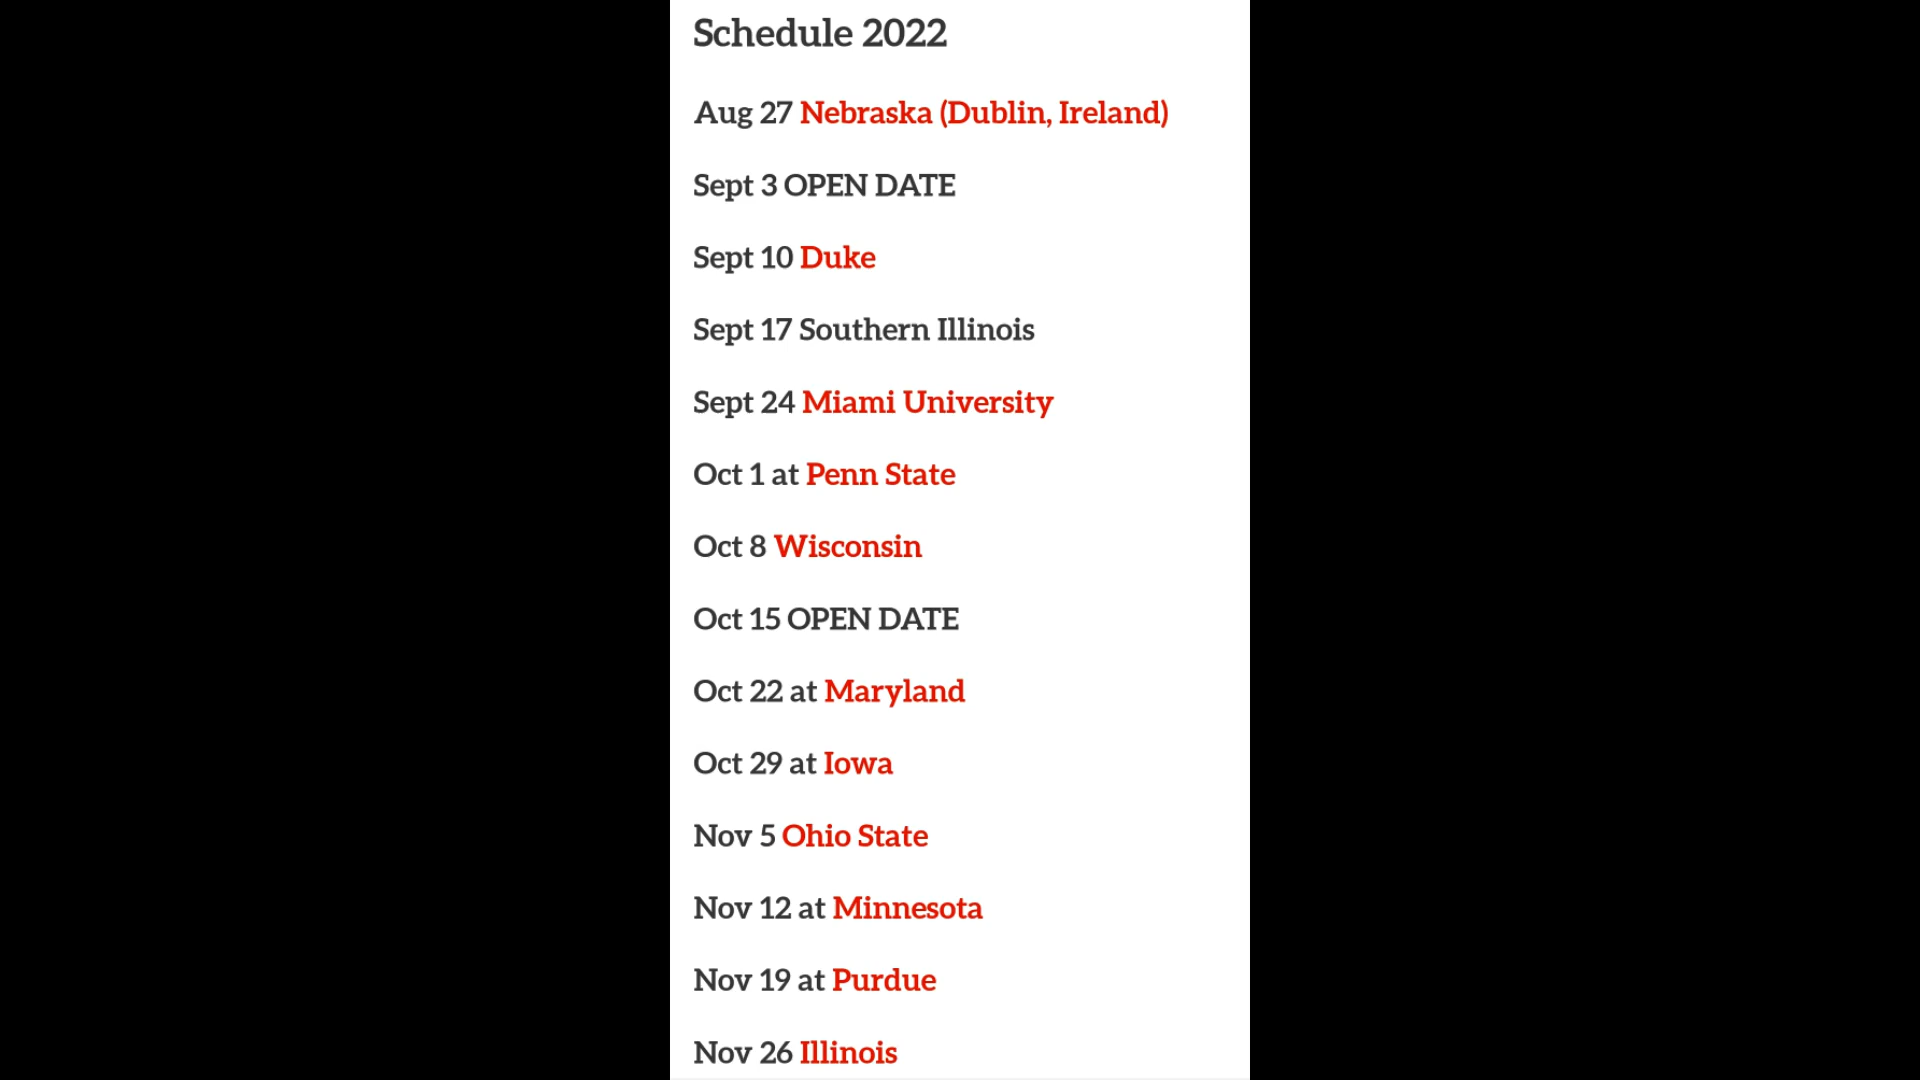 Schedule 2022
Aug 27 Nebraska (Dublin, Ireland)
Sept 3 OPEN DATE
Sept 10 Duke
Sept 17 Southern Illinois
Sept 24 Miami University
Oct 1 at Penn State
Oct 8 Wisconsin
Oct 15 OPEN DATE
Oct 22 at Maryland
Oct 29 at Iowa
Nov 5 Ohio State
Nov 12 at Minnesota
Nov 19 at Purdue
Nov 26 Illinois